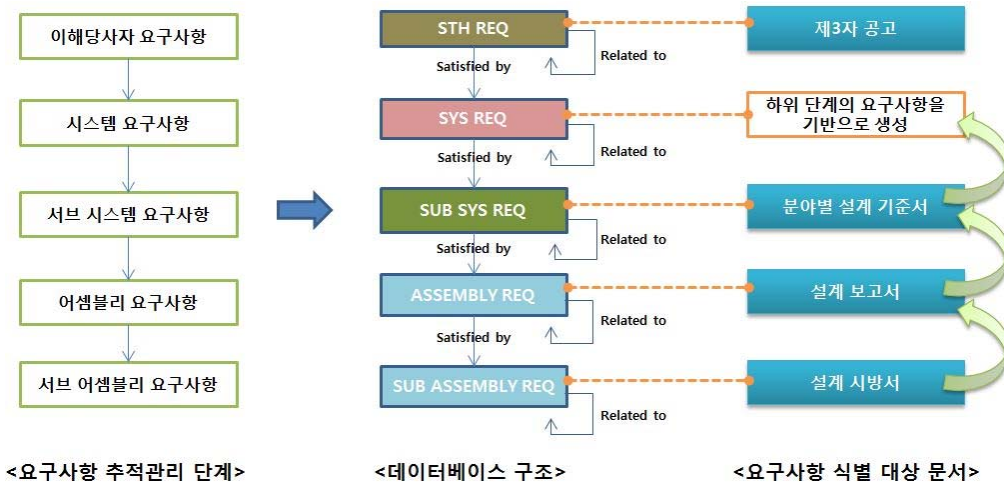 이해당사자 요구사항
시스템 요구사항
서브 시스템 요구사항
어셈블리 요구사항
서브 어셈블리 요구사항
<요구사항 추적관리 단계>
STH REQ
Related to
Satisfied by
SYS REQ
Related to
Satisfied by
SUB SYS REQ
Related to
Satisfied by
ASSEMBLY REQ
Related to
Satisfied by
SUB ASSEMBLY REQ
Related to
<데이터베이스 구조>
제3자 공고
하위 단계의 요구사항을
기반으로 생성
분야별 설계 기준서
설계 보고서
설계 시방서
<요구사항 식별 대상 문서>